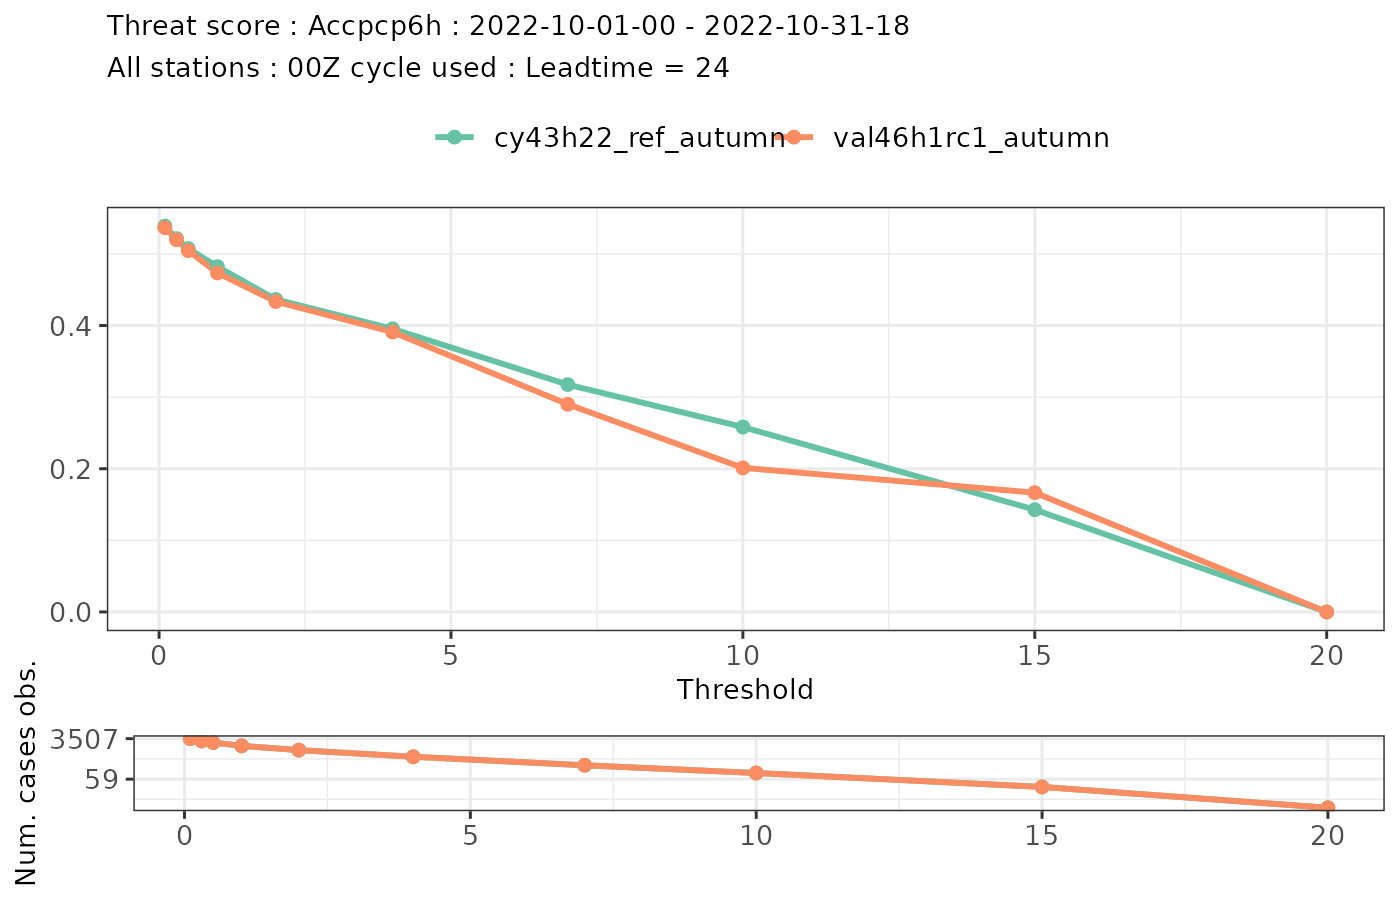 Threat score : Accpcp6h : 2022-10-01-00 - 2022-10-31-18
All stations : 00Z cycle used : Leadtime = 24
cy43h22_ref_autumn val46h1rc1_autumn
0.4
0.2
0.0
0 5 10 15 20
Threshold
Num. cases obs.
3507
59
0 5 10 15 20